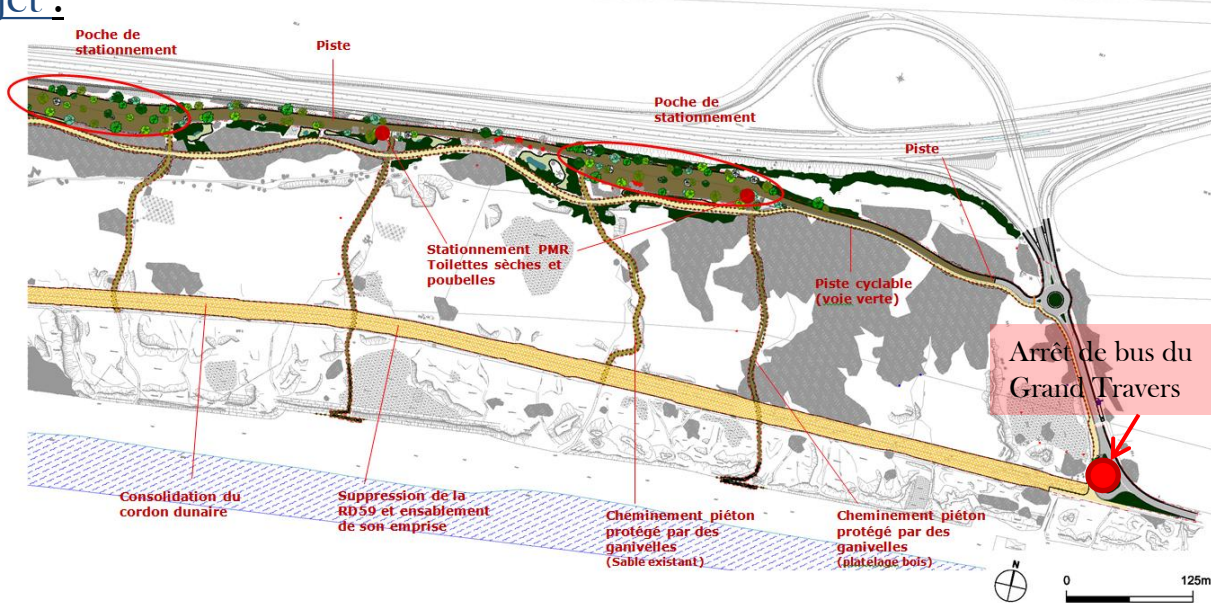 jet :
Poche de
stationnement
Piste
Poche de
stationnement
Piste
Stationnement PMR
Toilettes sèches et
poubelles
Piste cyclable
(voie verte)
Arrêt de bus du
Grand Travers
Consolidation du
cordon dunaire
Suppression de la
RD59 et ensablement
de son emprise
Cheminement piéton
protégé par des
ganivelles
(Sable existant)
Cheminement piéton
protégé par des
ganivelles
(platelage bois)
N
0
125m